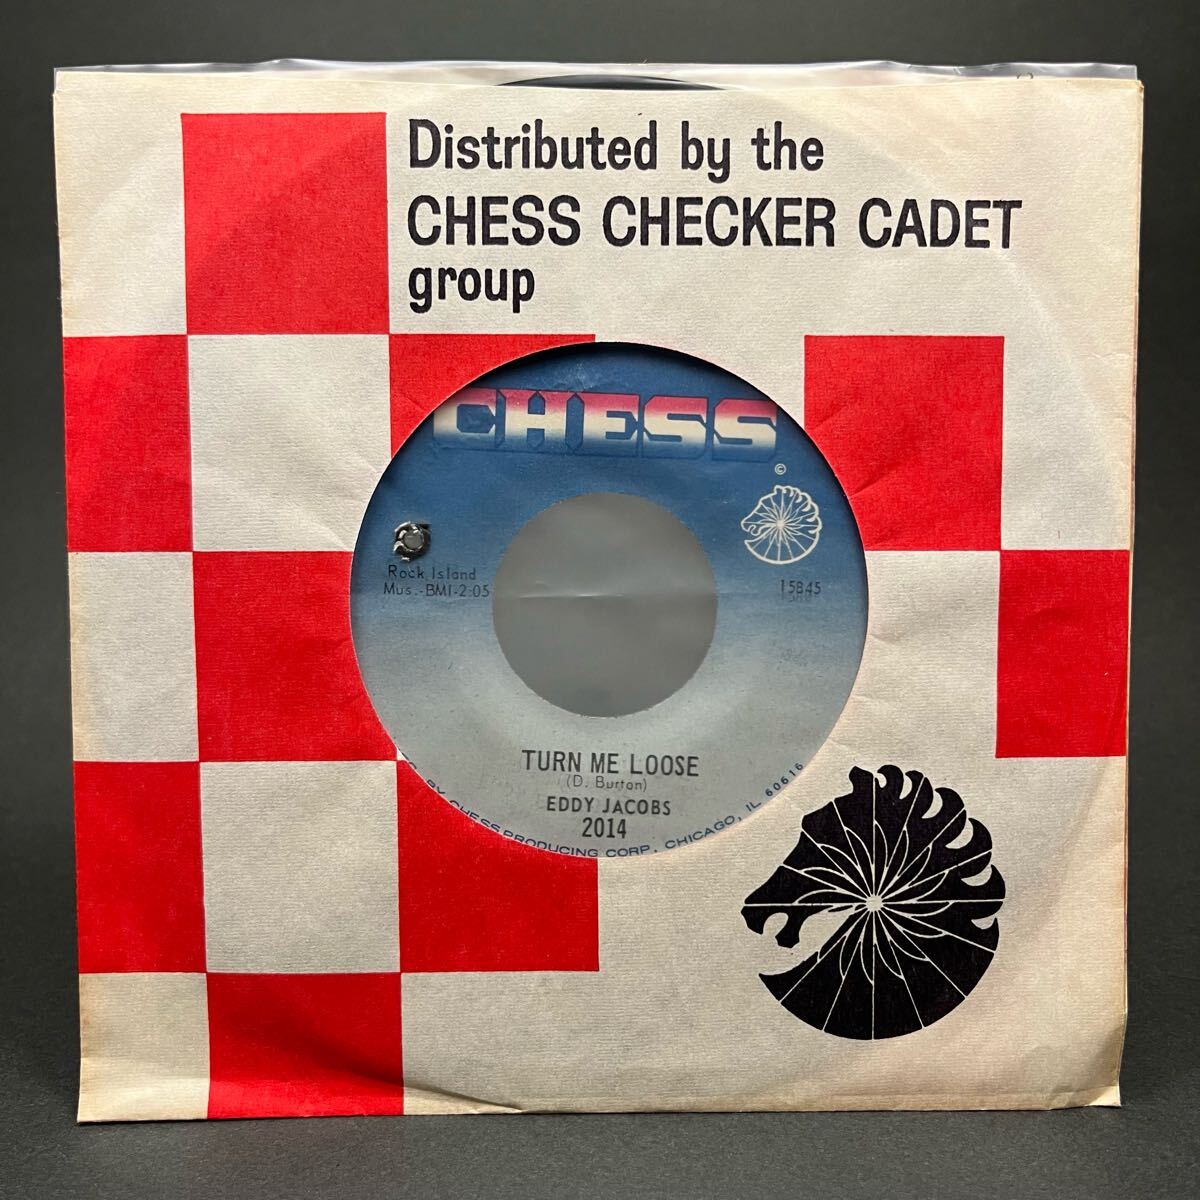 Distributed by the
CHESS CHECKER CADET
group
CHESS
©
Rock Island
Mus.-BMI-2:05
15845
TURN ME LOOSE
(D. Burton)
EDDY JACOBS
2014
BY CHESS PRODUCING CORP., CHICAGO, IL 60616